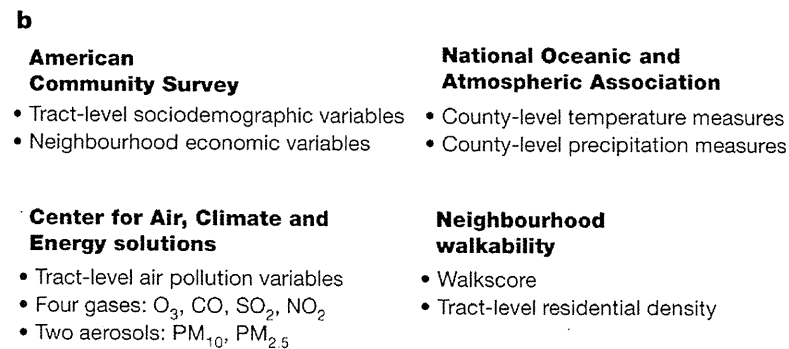 b
American
Community Survey
• Tract-level sociodemographic variables
• Neighbourhood economic variables
National Oceanic and
Atmospheric Association
• County-level temperature measures
• County-level precipitation measures
Center for Air, Climate and
Energy solutions
• Tract-level air pollution variables
• Four gases: O₃, CO, SO₂, NO₂
• Two aerosols: PM₁₀, PM₂.₅
Neighbourhood
walkability
• Walkscore
• Tract-level residential density